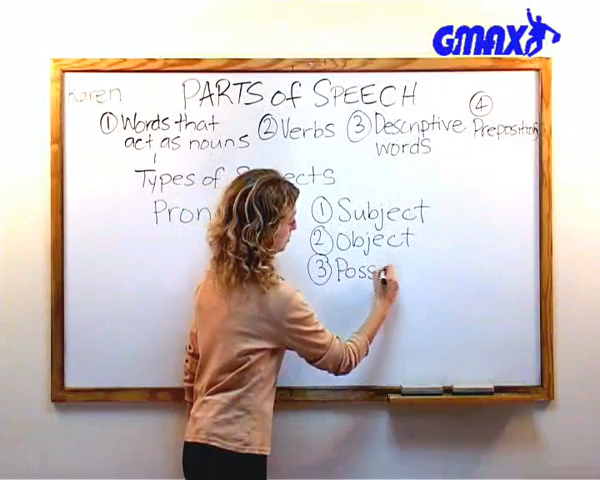 GMAX
Karen PARTS of SPEECH
① Words that ② Verbs ③ Descriptive ④ Preposition
act as nouns words
Types of
① Subject
② Object
③ Poss